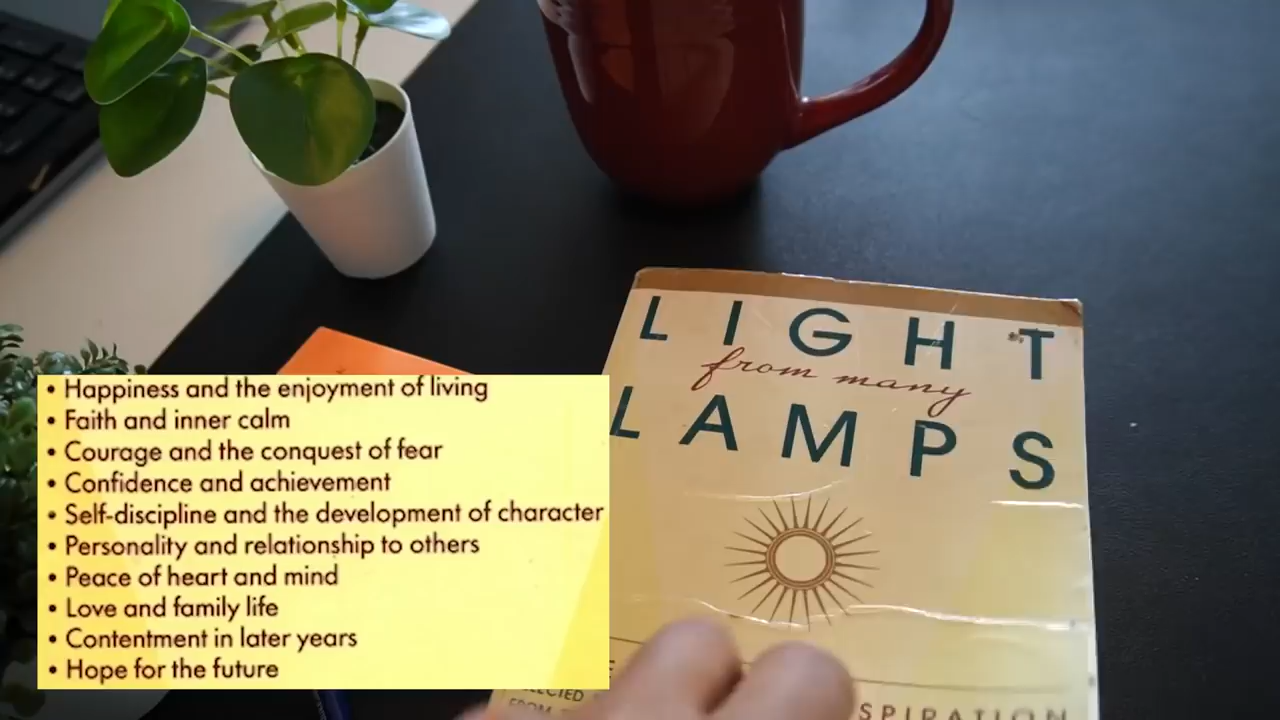 LIGHT
from many
LAMPS
SPIRATION
• Happiness and the enjoyment of living
• Faith and inner calm
• Courage and the conquest of fear
• Confidence and achievement
• Self-discipline and the development of character
• Personality and relationship to others
• Peace of heart and mind
• Love and family life
• Contentment in later years
• Hope for the future